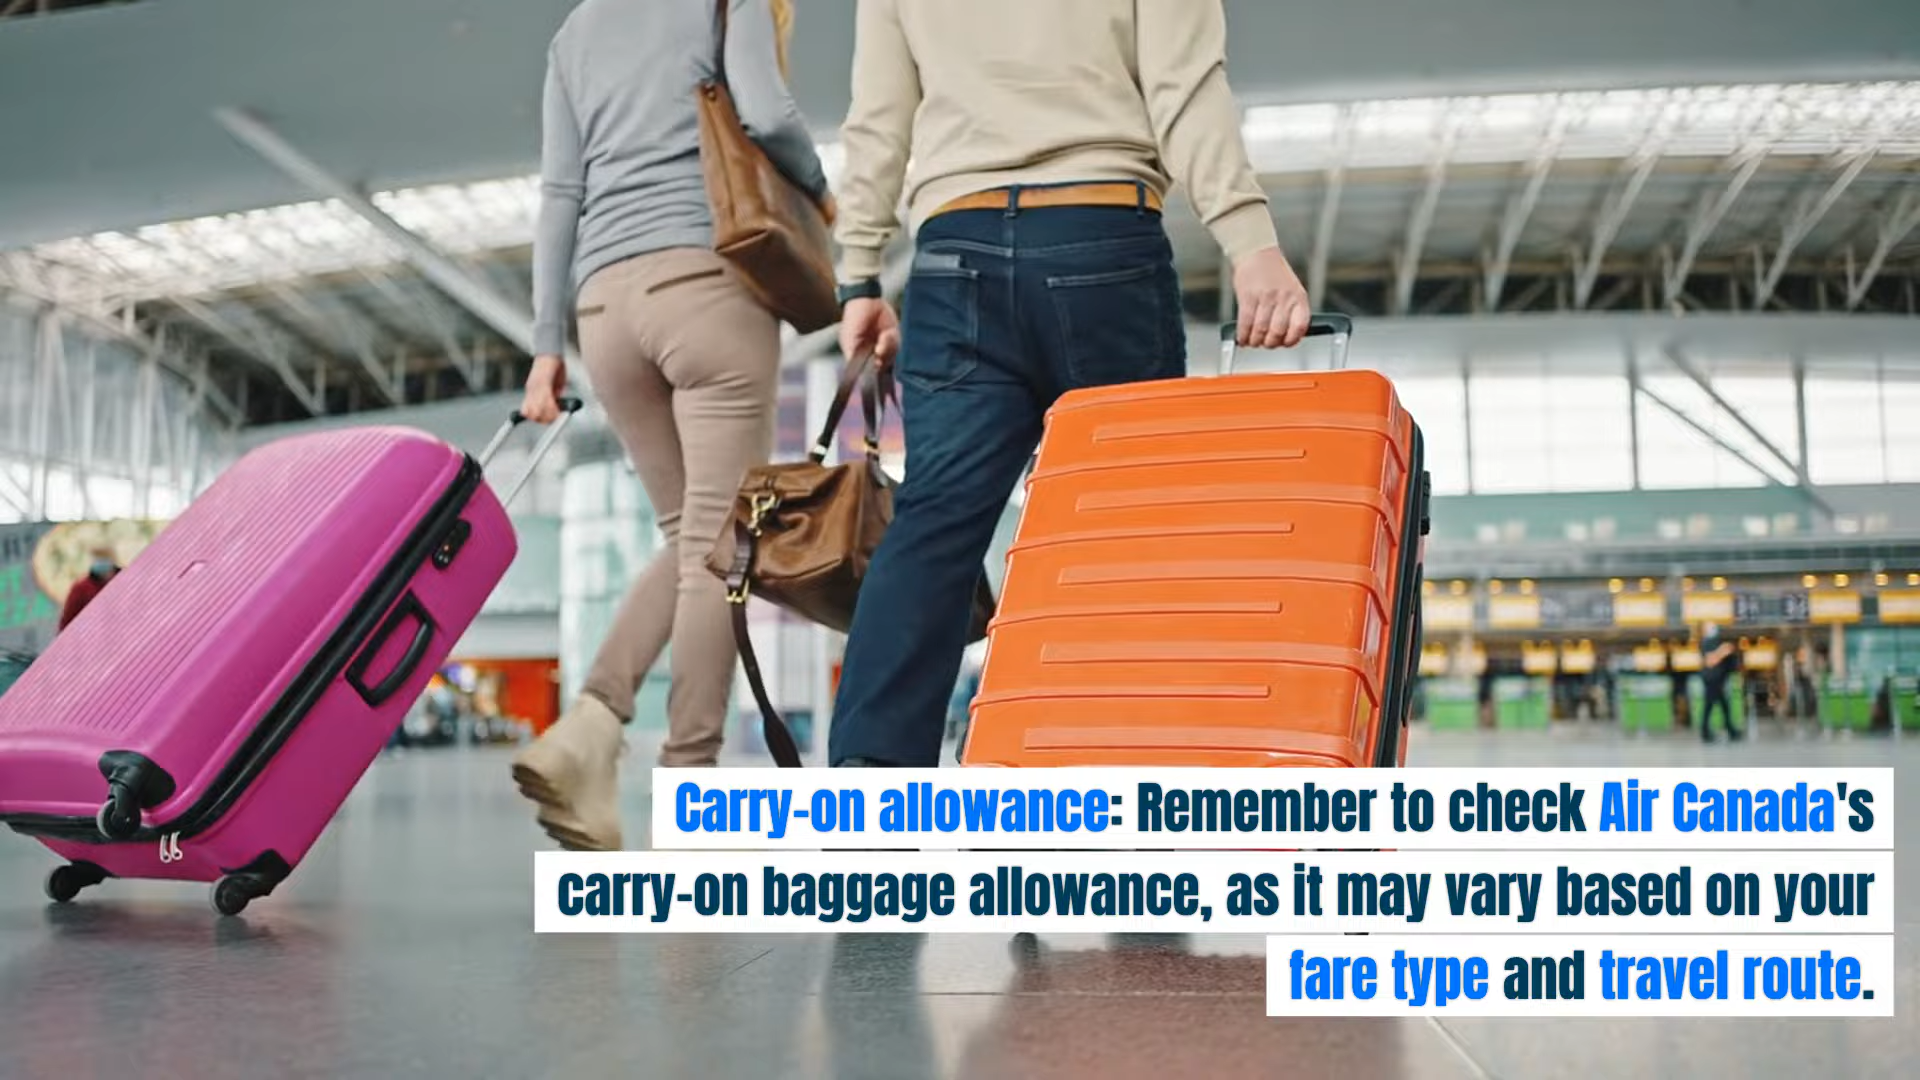 Carry-on allowance: Remember to check Air Canada's
carry-on baggage allowance, as it may vary based on your
fare type and travel route.